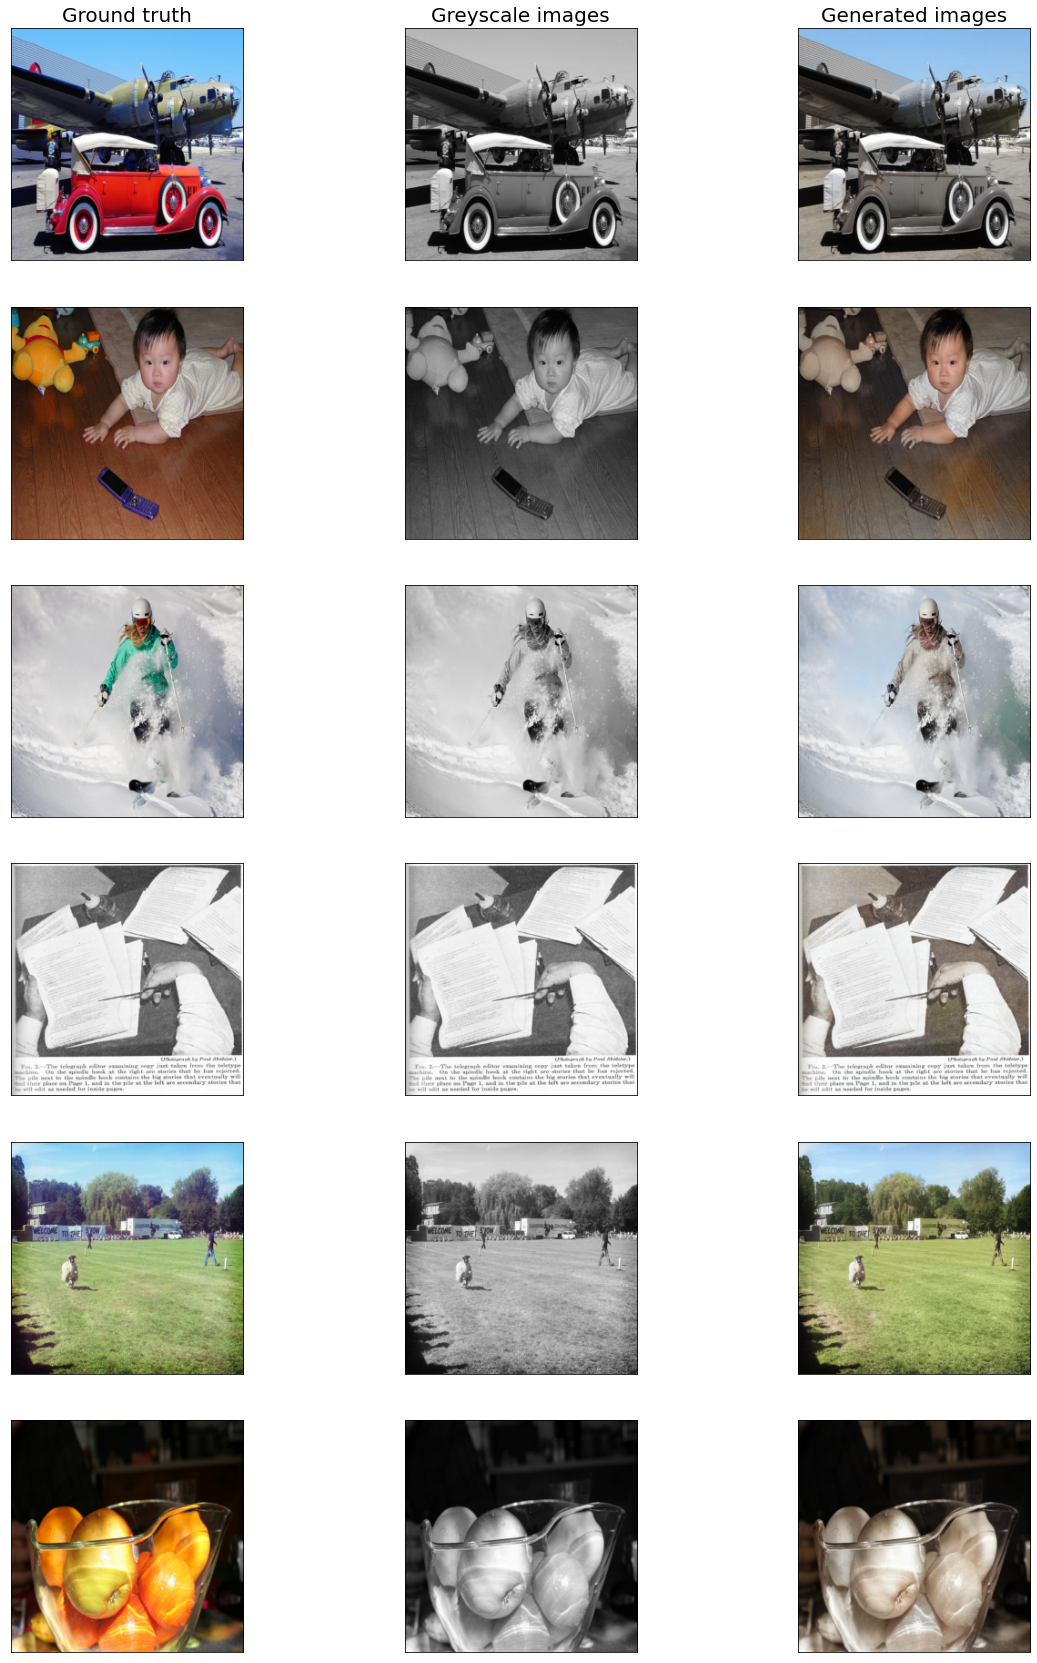 Ground truth
Greyscale images
Generated images
(Photograph by Paul
Fig. 2.—The telegraph editor examining copy just taken from the teletype
machine. On the spindle hook at the right are stories that he has rejected.
The pile next to the spindle hook contains the big stories that eventually will
find their place on Page 1, and in the pile at the left are secondary stories that
he will edit as needed for inside pages.
(Photograph by Paul
Fig. 2.—The telegraph editor examining copy just taken from the teletype
machine. On the spindle hook at the right are stories that he has rejected.
The pile next to the spindle hook contains the big stories that eventually will
find their place on Page 1, and in the pile at the left are secondary stories that
he will edit as needed for inside pages.
(Photograph by Paul
Fig. 2.—The telegraph editor examining copy just taken from the teletype
machine. On the spindle hook at the right are stories that he has rejected.
The pile next to the spindle hook contains the big stories that eventually will
find their place on Page 1, and in the pile at the left are secondary stories that
he will edit as needed for inside pages.
WELCOME TO THE SHOW
WELCOME TO THE SHOW
WELCOME TO THE SHOW